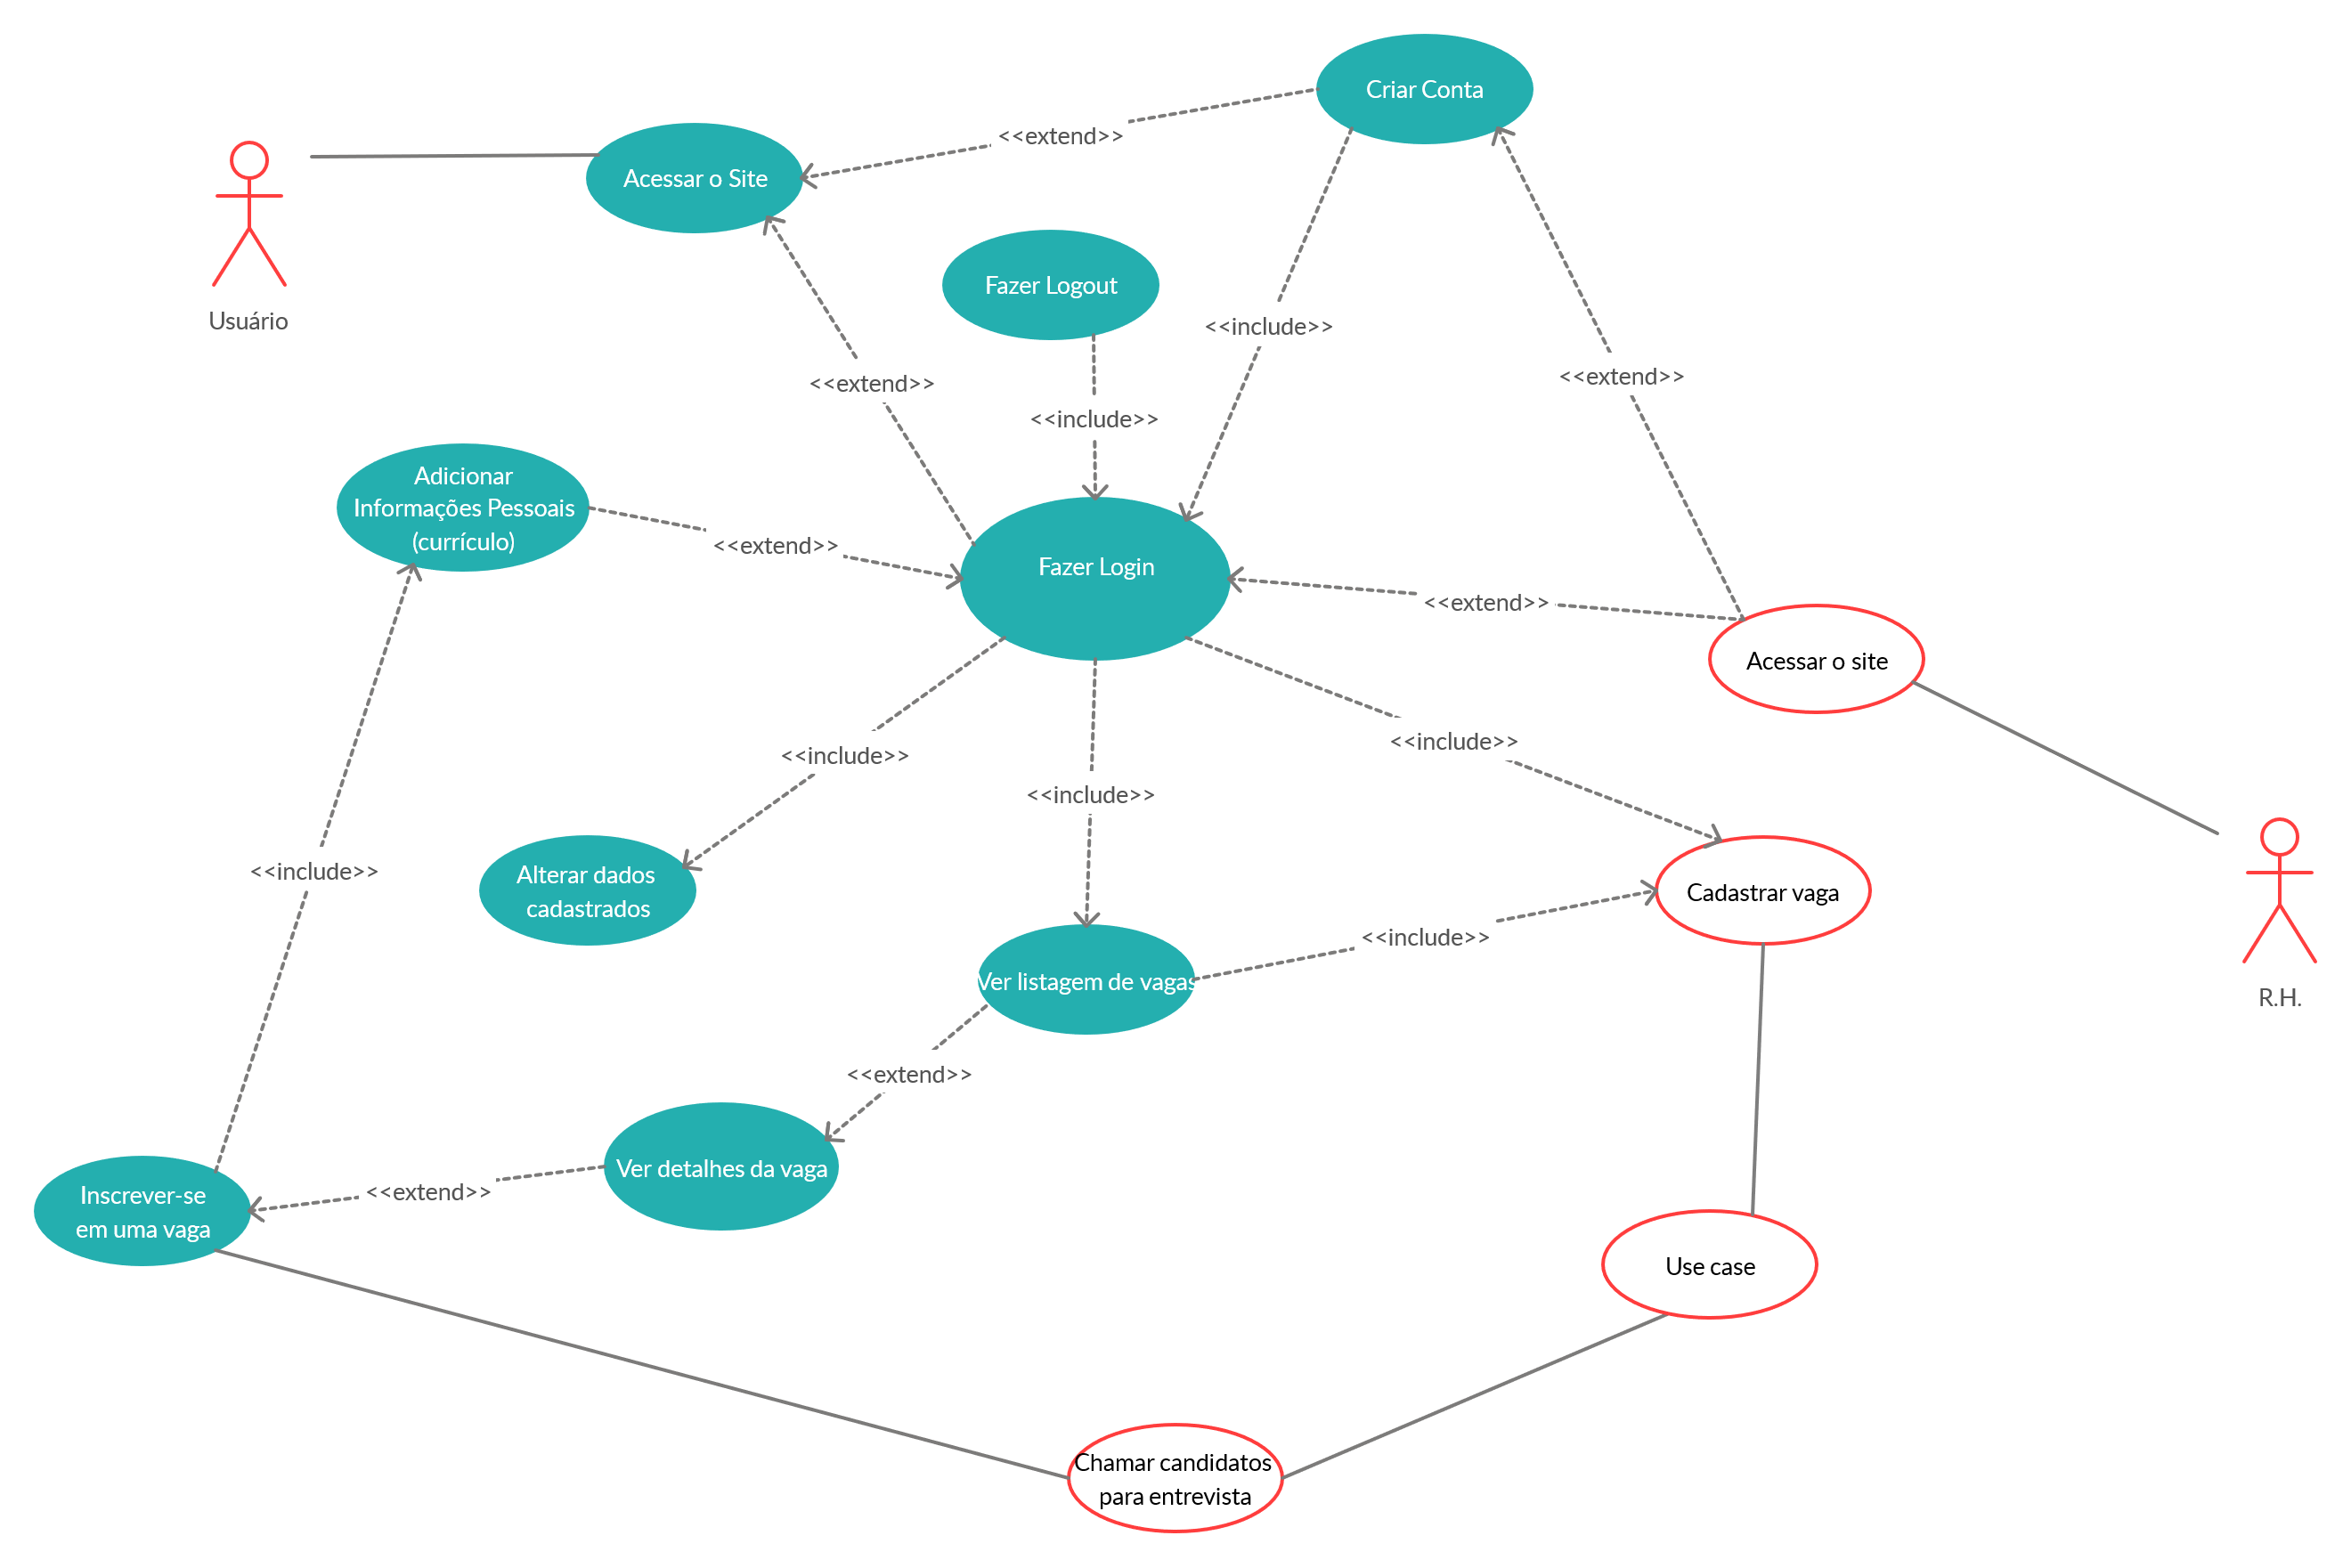 Criar Conta
<<extend>>
Acessar o Site
Usuário
Fazer Logout
<<include>>
<<extend>>
<<extend>>
<<include>>
Adicionar
Informações Pessoais
(currículo)
<<extend>>
Fazer Login
<<extend>>
Acessar o site
<<include>>
<<include>>
<<include>>
<<include>>
Alterar dados
cadastrados
Cadastrar vaga
<<include>>
Ver listagem de vagas
R.H.
<<extend>>
Ver detalhes da vaga
<<extend>>
Inscrever-se
em uma vaga
Use case
Chamar candidatos
para entrevista